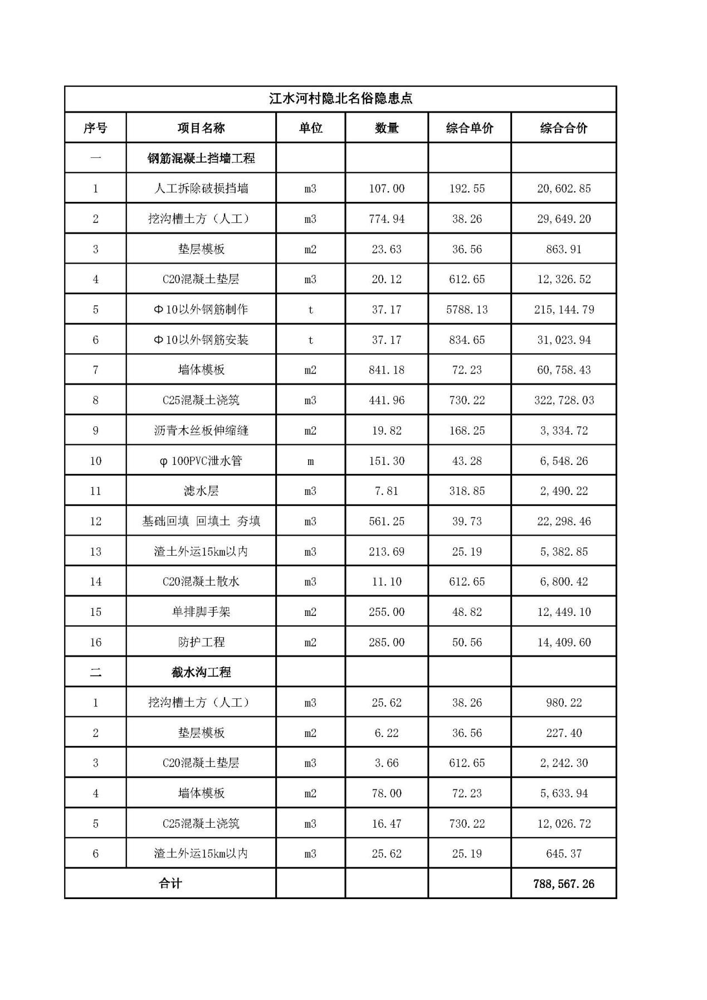 江水河村隐北名俗隐患点
序号 项目名称 单位 数量 综合单价 综合合价
一 钢筋混凝土挡墙工程
1 人工拆除破损挡墙 m3 107.00 192.55 20,602.85
2 挖沟槽土方（人工） m3 774.94 38.26 29,649.20
3 垫层模板 m2 23.63 36.56 863.91
4 C20混凝土垫层 m3 20.12 612.65 12,326.52
5 Φ10以外钢筋制作 t 37.17 5788.13 215,144.79
6 Φ10以外钢筋安装 t 37.17 834.65 31,023.94
7 墙体模板 m2 841.18 72.23 60,758.43
8 C25混凝土浇筑 m3 441.96 730.22 322,728.03
9 沥青木丝板伸缩缝 m2 19.82 168.25 3,334.72
10 φ100PVC泄水管 m 151.30 43.28 6,548.26
11 滤水层 m3 7.81 318.85 2,490.22
12 基础回填 回填土 夯填 m3 561.25 39.73 22,298.46
13 渣土外运15km以内 m3 213.69 25.19 5,382.85
14 C20混凝土散水 m3 11.10 612.65 6,800.42
15 单排脚手架 m2 255.00 48.82 12,449.10
16 防护工程 m2 285.00 50.56 14,409.60
二 截水沟工程
1 挖沟槽土方（人工） m3 25.62 38.26 980.22
2 垫层模板 m2 6.22 36.56 227.40
3 C20混凝土垫层 m3 3.66 612.65 2,242.30
4 墙体模板 m2 78.00 72.23 5,633.94
5 C25混凝土浇筑 m3 16.47 730.22 12,026.72
6 渣土外运15km以内 m3 25.62 25.19 645.37
合计 788,567.26